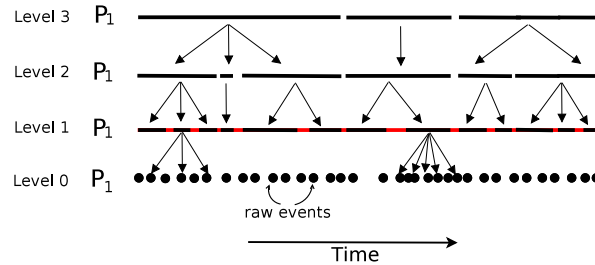 Level 3 P1
Level 2 P1
Level 1 P1
Level 0 P1
raw events
Time